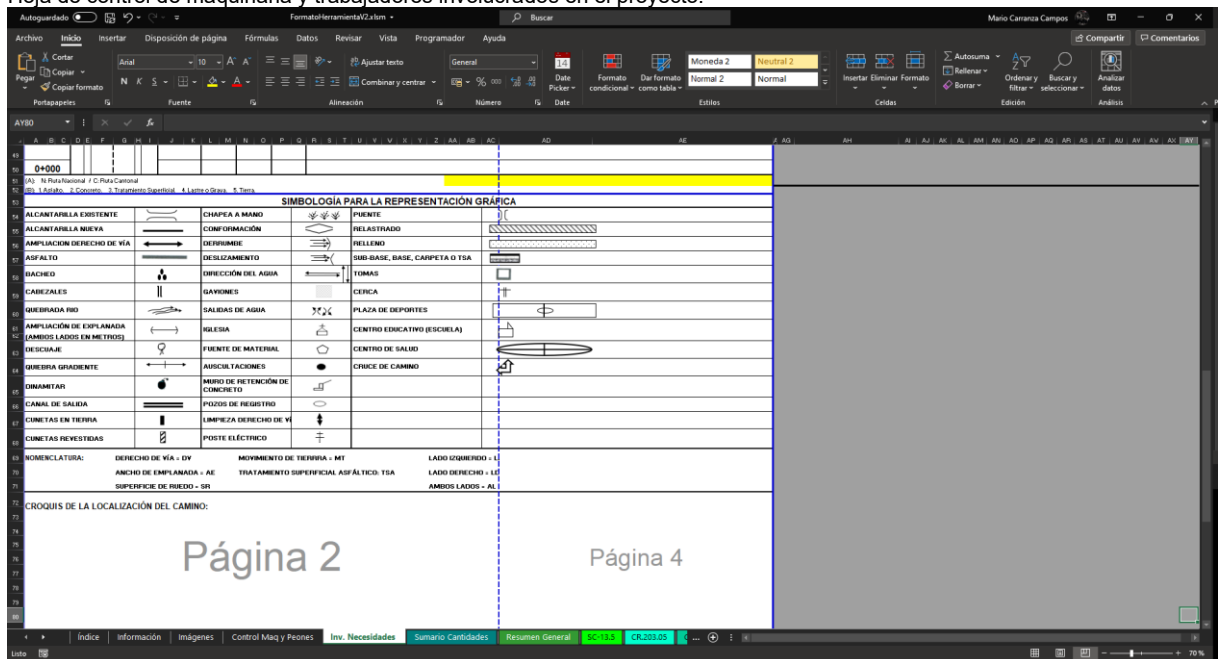 Hoja de control de maquinaria y trabajadores involucrados en el proyecto.
Autoguardado FormatoHerramientaV2.xlsm Buscar Mario Carranza Campos
Archivo Inicio Insertar Disposición de página Fórmulas Datos Revisar Vista Programador Ayuda Compartir Comentarios
Pegar Cortar Copiar Copiar formato
Arial 10 N K S
Ajustar texto Combinar y centrar
General % 000
14 Date Picker
Formato condicional Dar formato como tabla
Moneda 2 Neutral 2 Normal 2 Normal
Insertar Eliminar Formato
Autosuma Rellenar Borrar Ordenar y filtrar Buscar y seleccionar Analizar datos
Portapapeles Fuente Alineación Número Date Estilos Celdas Edición Análisis
AY80 fx
0+000
(A): N: Ruta Nacional / C: Ruta Cantonal
(B): 1. Asfalto. 2. Concreto. 3. Tratamiento Superficial. 4. Lastre o Grava. 5. Tierra.
SIMBOLOGÍA PARA LA REPRESENTACIÓN GRÁFICA
ALCANTARILLA EXISTENTE CHAPEA A MANO PUENTE
ALCANTARILLA NUEVA CONFORMACIÓN RELASTRADO
AMPLIACION DERECHO DE VÍA DERRUMBE RELLENO
ASFALTO DESLIZAMIENTO SUB-BASE, BASE, CARPETA O TSA
BACHEO DIRECCIÓN DEL AGUA TOMAS
CABEZALES GAVIONES CERCA
QUEBRADA RIO SALIDAS DE AGUA PLAZA DE DEPORTES
AMPLIACIÓN DE EXPLANADA (AMBOS LADOS EN METROS) IGLESIA CENTRO EDUCATIVO (ESCUELA)
DESCUAJE FUENTE DE MATERIAL CENTRO DE SALUD
QUIEBRA GRADIENTE AUSCULTACIONES CRUCE DE CAMINO
DINAMITAR MURO DE RETENCIÓN DE CONCRETO
CANAL DE SALIDA POZOS DE REGISTRO
CUNETAS EN TIERRA LIMPIEZA DERECHO DE VÍ
CUNETAS REVESTIDAS POSTE ELÉCTRICO
NOMENCLATURA: DERECHO DE VÍA = DV MOVIMIENTO DE TIERRRA = MT LADO IZQUIERDO = L
ANCHO DE EMPLANADA = AE TRATAMIENTO SUPERFICIAL ASFÁLTICO: TSA LADO DERECHO = LD
SUPERFICIE DE RUEDO = SR AMBOS LADOS = AL
CROQUIS DE LA LOCALIZACIÓN DEL CAMINO:
Página 2 Página 4
Índice Información Imágenes Control Maq y Peones Inv. Necesidades Sumario Cantidades Resumen General SC-13.5 CR.203.05 ...
Listo 70 %